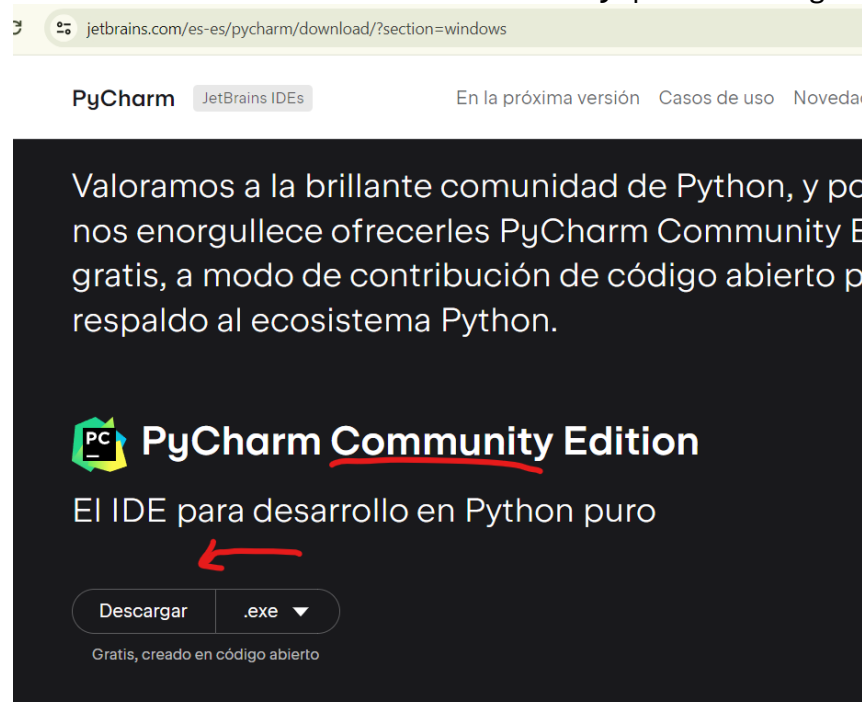 jetbrains.com/es-es/pycharm/download/?section=windows
PyCharm JetBrains IDEs En la próxima versión Casos de uso
Valoramos a la brillante comunidad de Python, y
nos enorgullece ofrecerles PyCharm Community
gratis, a modo de contribución de código abierto
respaldo al ecosistema Python.
PC PyCharm Community Edition
El IDE para desarrollo en Python puro
Descargar .exe
Gratis, creado en código abierto